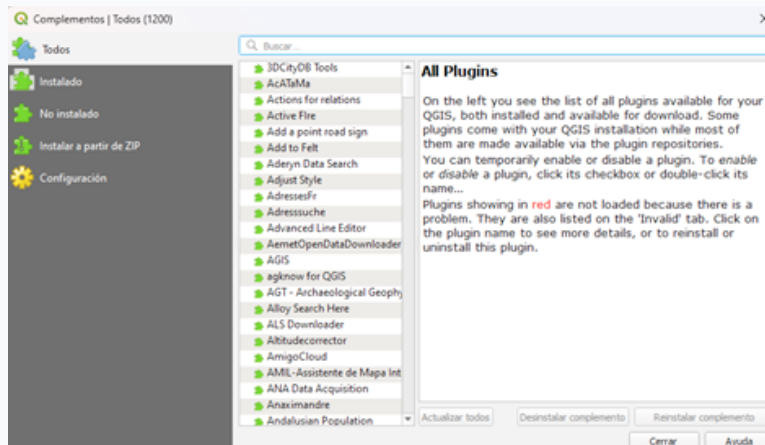 Complementos | Todos (1200)
Todos
Instalado
No instalado
Instalar a partir de ZIP
Configuración
Buscar...
3DCityDB Tools
AcATaMa
Actions for relations
Active Fire
Add a point road sign
Add to Felt
Aderyn Data Search
Adjust Style
AdressesFr
Adresssuche
Advanced Line Editor
AemetOpenDataDownloader
AGIS
agknow for QGIS
AGT - Archaeological Geophy
Alloy Search Here
ALS Downloader
Altitudecorrector
AmigoCloud
AMIL-Assistente de Mapa Int
ANA Data Acquisition
Anaximandre
Andalusian Population
All Plugins
On the left you see the list of all plugins available for your
QGIS, both installed and available for download. Some
plugins come with your QGIS installation while most of
them are made available via the plugin repositories.
You can temporarily enable or disable a plugin. To enable
or disable a plugin, click its checkbox or double-click its
name...
Plugins showing in red are not loaded because there is a
problem. They are also listed on the 'Invalid' tab. Click on
the plugin name to see more details, or to reinstall or
uninstall this plugin.
Actualizar todos
Desinstalar complemento
Reinstalar complemento
Cerrar
Ayuda